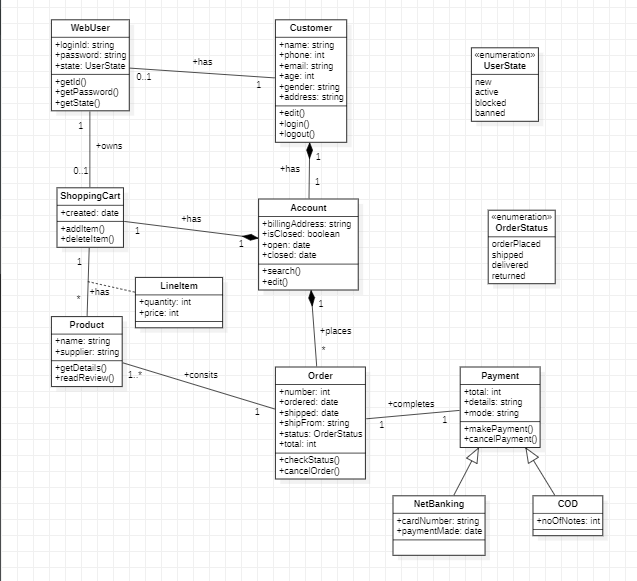 WebUser
+loginId: string
+password: string
+state: UserState
+getId()
+getPassword()
+getState()
+has
0..1
1
Customer
+name: string
+phone: int
+email: string
+age: int
+gender: string
+address: string
+edit()
+login()
+logout()
«enumeration»
UserState
new
active
blocked
banned
1
+owns
0..1
1
+has
1
ShoppingCart
+created: date
+addItem()
+deleteItem()
+has
1
1
Account
+billingAddress: string
+isClosed: boolean
+open: date
+closed: date
+search()
+edit()
«enumeration»
OrderStatus
orderPlaced
shipped
delivered
returned
1
+has
*
LineItem
+quantity: int
+price: int
1
+places
*
Product
+name: string
+supplier: string
+getDetails()
+readReview()
1..*
+consits
1
Order
+number: int
+ordered: date
+shipped: date
+shipFrom: string
+status: OrderStatus
+total: int
+checkStatus()
+cancelOrder()
+completes
1
1
Payment
+total: int
+details: string
+mode: string
+makePayment()
+cancelPayment()
NetBanking
+cardNumber: string
+paymentMade: date
COD
+noOfNotes: int